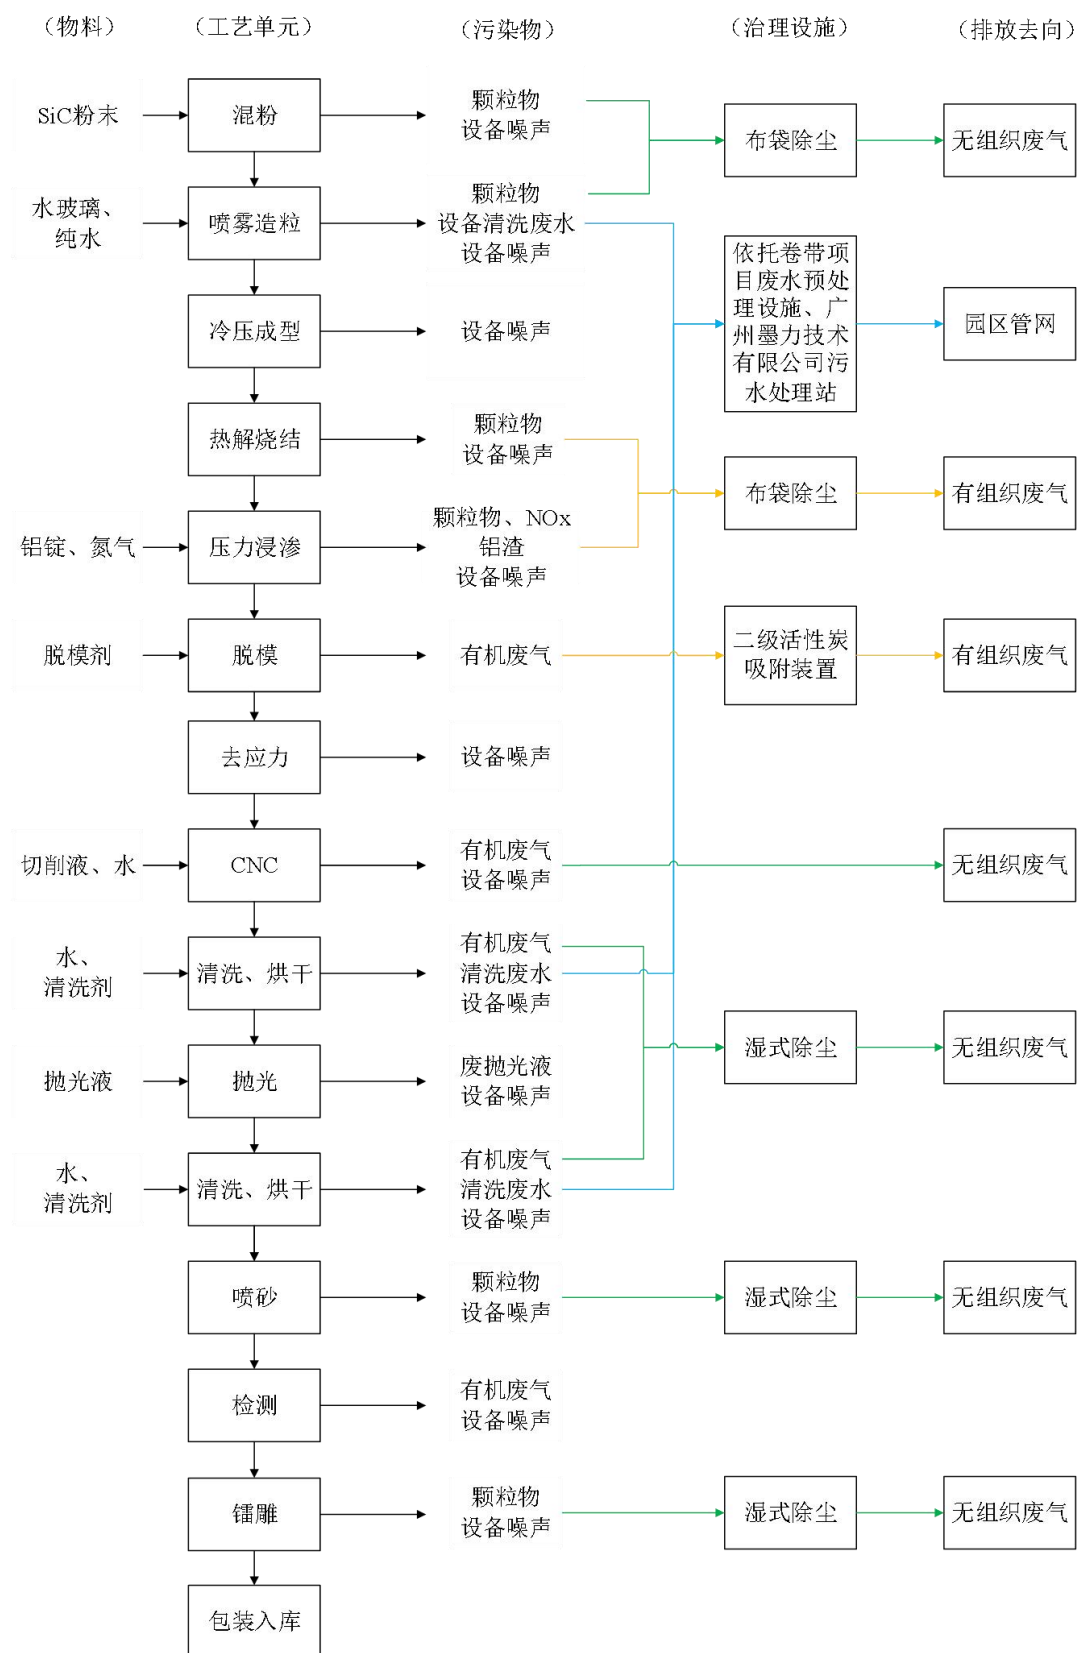 （物料）
（工艺单元）
（污染物）
（治理设施）
（排放去向）
SiC粉末
混粉
颗粒物
设备噪声
布袋除尘
无组织废气
水玻璃、
纯水
喷雾造粒
颗粒物
设备清洗废水
设备噪声
依托卷带项
目废水预处
理设施、广
州墨力技术
有限公司污
水处理站
园区管网
冷压成型
设备噪声
热解烧结
颗粒物
设备噪声
布袋除尘
有组织废气
铝锭、氮气
压力浸渗
颗粒物、NOx
铝渣
设备噪声
脱模剂
脱模
有机废气
二级活性炭
吸附装置
有组织废气
去应力
设备噪声
切削液、水
CNC
有机废气
设备噪声
无组织废气
水、
清洗剂
清洗、烘干
有机废气
清洗废水
设备噪声
湿式除尘
无组织废气
抛光液
抛光
废抛光液
设备噪声
水、
清洗剂
清洗、烘干
有机废气
清洗废水
设备噪声
喷砂
颗粒物
设备噪声
湿式除尘
无组织废气
检测
有机废气
设备噪声
镭雕
颗粒物
设备噪声
湿式除尘
无组织废气
包装入库